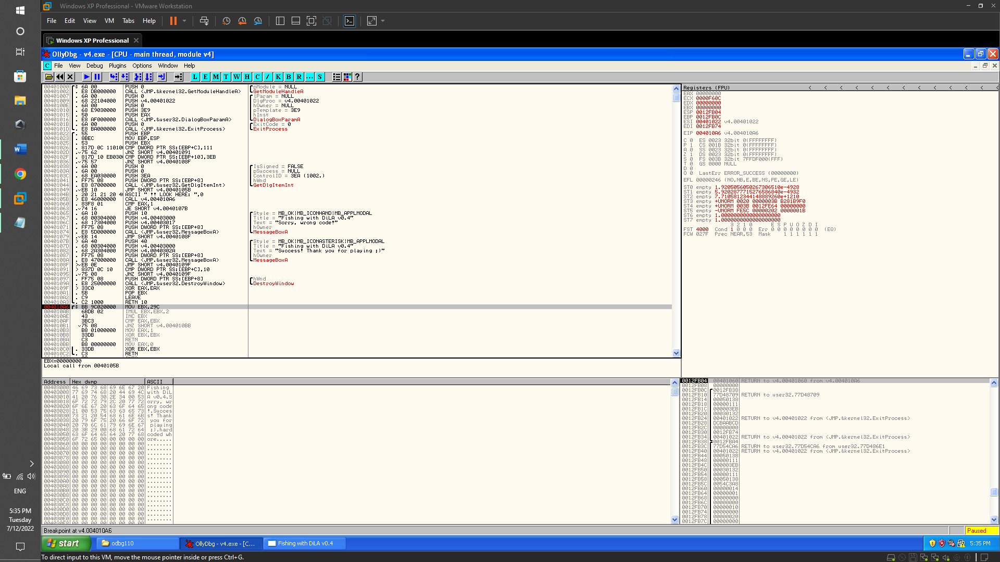 Windows XP Professional - VMware Workstation
File Edit View VM Tabs Help
Windows XP Professional
OllyDbg - v4.exe - [CPU - main thread, module v4]
C File View Debug Plugins Options Window Help
L E M T W H C / K B R ... S ?
00401000 $ 6A 00 PUSH 0 pModule = NULL
00401002 . E8 DB000000 CALL <JMP.&kernel32.GetModuleHandleA> GetModuleHandleA
00401007 . 6A 00 PUSH 0 lParam = NULL
00401009 . 68 22104000 PUSH v4.00401022 DlgProc = v4.00401022
0040100E . 6A 00 PUSH 0 hOwner = NULL
00401010 . 68 E9030000 PUSH 3E9 pTemplate = 3E9
00401015 . 50 PUSH EAX hInst
00401016 . E8 AF000000 CALL <JMP.&user32.DialogBoxParamA> DialogBoxParamA
0040101B . 6A 00 PUSH 0 ExitCode = 0
0040101D . E8 BA000000 CALL <JMP.&kernel32.ExitProcess> ExitProcess
00401022 . 55 PUSH EBP
00401023 . 8BEC MOV EBP,ESP
00401025 . 53 PUSH EBX
00401026 . 817D 0C 110100 CMP DWORD PTR SS:[EBP+C],111
0040102D . 75 62 JNZ SHORT v4.00401091
0040102F . 817D 10 EB0300 CMP DWORD PTR SS:[EBP+10],3EB
00401036 . 75 57 JNZ SHORT v4.0040108F
00401038 . 6A 00 PUSH 0 IsSigned = FALSE
0040103A . 6A 00 PUSH 0 pSuccess = NULL
0040103C . 68 EA030000 PUSH 3EA ControlID = 3EA (1002.)
00401041 . FF75 08 PUSH DWORD PTR SS:[EBP+8] hWnd
00401044 . E8 87000000 CALL <JMP.&user32.GetDlgItemInt> GetDlgItemInt
00401049 . EB 10 JMP SHORT v4.0040105B
0040104B . 20 21 21 20 4 ASCII " !! LOOK HERE: ",0
0040105B > E8 46000000 CALL v4.004010A6
00401060 . 83F8 01 CMP EAX,1
00401063 . 74 16 JE SHORT v4.0040107B
00401065 . 6A 10 PUSH 10 Style = MB_OK|MB_ICONHAND|MB_APPLMODAL
00401067 . 68 00304000 PUSH v4.00403000 Title = "Fishing with DiLA v0.4"
0040106C . 68 17304000 PUSH v4.00403017 Text = "Sorry, wrong code!"
00401071 . FF75 08 PUSH DWORD PTR SS:[EBP+8] hOwner
00401074 . E8 5D000000 CALL <JMP.&user32.MessageBoxA> MessageBoxA
00401079 . EB 14 JMP SHORT v4.0040108F
0040107B > 6A 40 PUSH 40 Style = MB_OK|MB_ICONASTERISK|MB_APPLMODAL
0040107D . 68 00304000 PUSH v4.00403000 Title = "Fishing with DiLA v0.4"
00401082 . 68 2A304000 PUSH v4.0040302A Text = "Success! Thank you for playing ;)"
00401087 . FF75 08 PUSH DWORD PTR SS:[EBP+8] hOwner
0040108A . E8 47000000 CALL <JMP.&user32.MessageBoxA> MessageBoxA
0040108F > EB 0E JMP SHORT v4.0040109F
00401091 > 837D 0C 10 CMP DWORD PTR SS:[EBP+C],10
00401095 . 75 08 JNZ SHORT v4.0040109F
00401097 . FF75 08 PUSH DWORD PTR SS:[EBP+8] hWnd
0040109A . E8 25000000 CALL <JMP.&user32.DestroyWindow> DestroyWindow
0040109F > 33C0 XOR EAX,EAX
004010A1 . 5B POP EBX
004010A2 . C9 LEAVE
004010A3 . C2 1000 RETN 10
004010A6 $ BB 9C020000 MOV EBX,29C
004010AB 6BDB 02 IMUL EBX,EBX,2
004010AE 43 INC EBX
004010AF 3BC3 CMP EAX,EBX
004010B1 75 08 JNZ SHORT v4.004010BB
004010B3 B8 01000000 MOV EAX,1
004010B8 33DB XOR EBX,EBX
004010BA C3 RETN
004010BB B8 00000000 MOV EAX,0
004010C0 . 33DB XOR EBX,EBX
004010C2 . C3 RETN
EBX=00000000
Local call from 0040105B
Registers (FPU) < < < < < < < < < < < < <
EAX 00000000
ECX 0000F60C
EDX 00000000
EBX 00000000
ESP 0012FB04
EBP 0012FB0C
ESI 00401022 v4.00401022
EDI 0012FB74
EIP 004010A6 v4.004010A6
C 0 ES 0023 32bit 0(FFFFFFFF)
P 1 CS 001B 32bit 0(FFFFFFFF)
A 0 SS 0023 32bit 0(FFFFFFFF)
Z 1 DS 0023 32bit 0(FFFFFFFF)
S 0 FS 003B 32bit 7FFDF000(FFF)
T 0 GS 0000 NULL
D 0
O 0 LastErr ERROR_SUCCESS (00000000)
EFL 00000246 (NO,NB,E,BE,NS,PE,GE,LE)
ST0 empty 1.9205056050267306510e-4928
ST1 empty 5.9202877715276586840e-4932
ST2 empty 7.7105812344148889260e+1210
ST3 empty +UNORM 0020 0000003B B281B9F0
ST4 empty +UNORM 003B 0012FE64 00000000
ST5 empty -UNORM FE5C 00000202 0000001B
ST6 empty 1.0000000000000000000
ST7 empty 1.0000000000000000000
3 2 1 0 E S P U O Z D I
FST 4000 Cond 1 0 0 0 Err 0 0 0 0 0 0 0 0 (EQ)
FCW 027F Prec NEAR,53 Mask 1 1 1 1 1 1
Address Hex dump ASCII
00403000 46 69 73 68 69 6E 67 20 Fishing
00403008 77 69 74 68 20 44 69 4C with DiL
00403010 41 20 76 30 2E 34 00 53 A v0.4.S
00403018 6F 72 72 79 2C 20 77 72 orry, wr
00403020 6F 6E 67 20 63 6F 64 65 ong code
00403028 21 00 53 75 63 63 65 73 !.Succes
00403030 73 21 20 54 68 61 6E 6B s! Thank
00403038 20 79 6F 75 20 66 6F 72 you for
00403040 20 70 6C 61 79 69 6E 67 playing
00403048 20 3B 29 00 68 61 72 64 ;).hard
00403050 63 6F 64 65 64 20 77 68 coded wh
00403058 6F 72 65 00 00 00 00 00 ore.....
00403060 00 00 00 00 00 00 00 00 ........
00403068 00 00 00 00 00 00 00 00 ........
00403070 00 00 00 00 00 00 00 00 ........
00403078 00 00 00 00 00 00 00 00 ........
00403080 00 00 00 00 00 00 00 00 ........
00403088 00 00 00 00 00 00 00 00 ........
00403090 00 00 00 00 00 00 00 00 ........
00403098 00 00 00 00 00 00 00 00 ........
004030A0 00 00 00 00 00 00 00 00 ........
004030A8 00 00 00 00 00 00 00 00 ........
004030B0 00 00 00 00 00 00 00 00 ........
004030B8 00 00 00 00 00 00 00 00 ........
004030C0 00 00 00 00 00 00 00 00 ........
004030C8 00 00 00 00 00 00 00 00 ........
004030D0 00 00 00 00 00 00 00 00 ........
004030D8 00 00 00 00 00 00 00 00 ........
004030E0 00 00 00 00 00 00 00 00 ........
004030E8 00 00 00 00 00 00 00 00 ........
0012FB04 00401060 RETURN to v4.00401060 from v4.004010A6
0012FB08 00000000
0012FB0C 0012FB38
0012FB10 77D48709 RETURN to user32.77D48709
0012FB14 00050138
0012FB18 00000111
0012FB1C 000003EB
0012FB20 00030132
0012FB24 00401022 RETURN to v4.00401022 from <JMP.&kernel32.ExitProcess>
0012FB28 DCBAABCD
0012FB2C 00000000
0012FB30 0012FB74
0012FB34 00401022 RETURN to v4.00401022 from <JMP.&kernel32.ExitProcess>
0012FB38 0012FBA4
0012FB3C 77D54CA6 RETURN to user32.77D54CA6 from user32.77D486E1
0012FB40 00401022 RETURN to v4.00401022 from <JMP.&kernel32.ExitProcess>
0012FB44 00050138
0012FB48 00000111
0012FB4C 000003EB
0012FB50 00030132
0012FB54 00000111
0012FB58 00050138
0012FB5C 0054C3A8
0012FB60 00000014
0012FB64 00000001
0012FB68 00000000
0012FB6C 00000000
0012FB70 00000010
0012FB74 00000000
0012FB78 00000020
0012FB7C 00000000
Breakpoint at v4.004010A6 Paused
start odbg110 OllyDbg - v4.exe - [C... Fishing with DiLA v0.4 5:35 PM
To direct input to this VM, move the mouse pointer inside or press Ctrl+G.
ENG
5:35 PM
Tuesday
7/12/2022